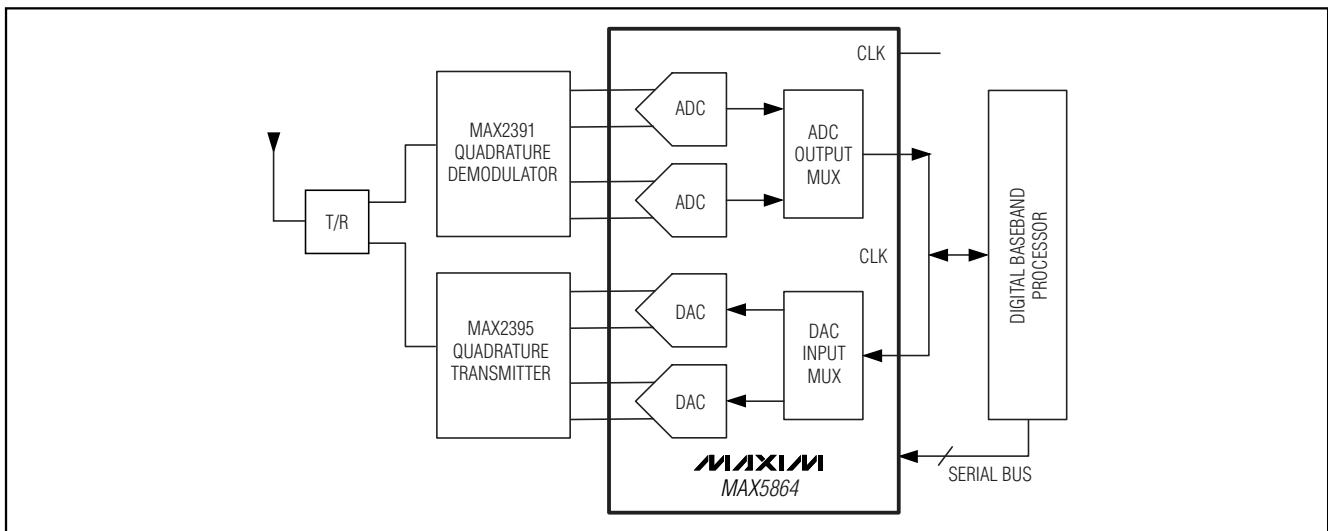 CLK
ADC
MAX2391
QUADRATURE
DEMODULATOR
ADC
OUTPUT
MUX
ADC
T/R
CLK
DIGITAL BASEBAND
PROCESSOR
DAC
MAX2395
QUADRATURE
TRANSMITTER
DAC
INPUT
MUX
DAC
MAXIM
MAX5864
SERIAL BUS